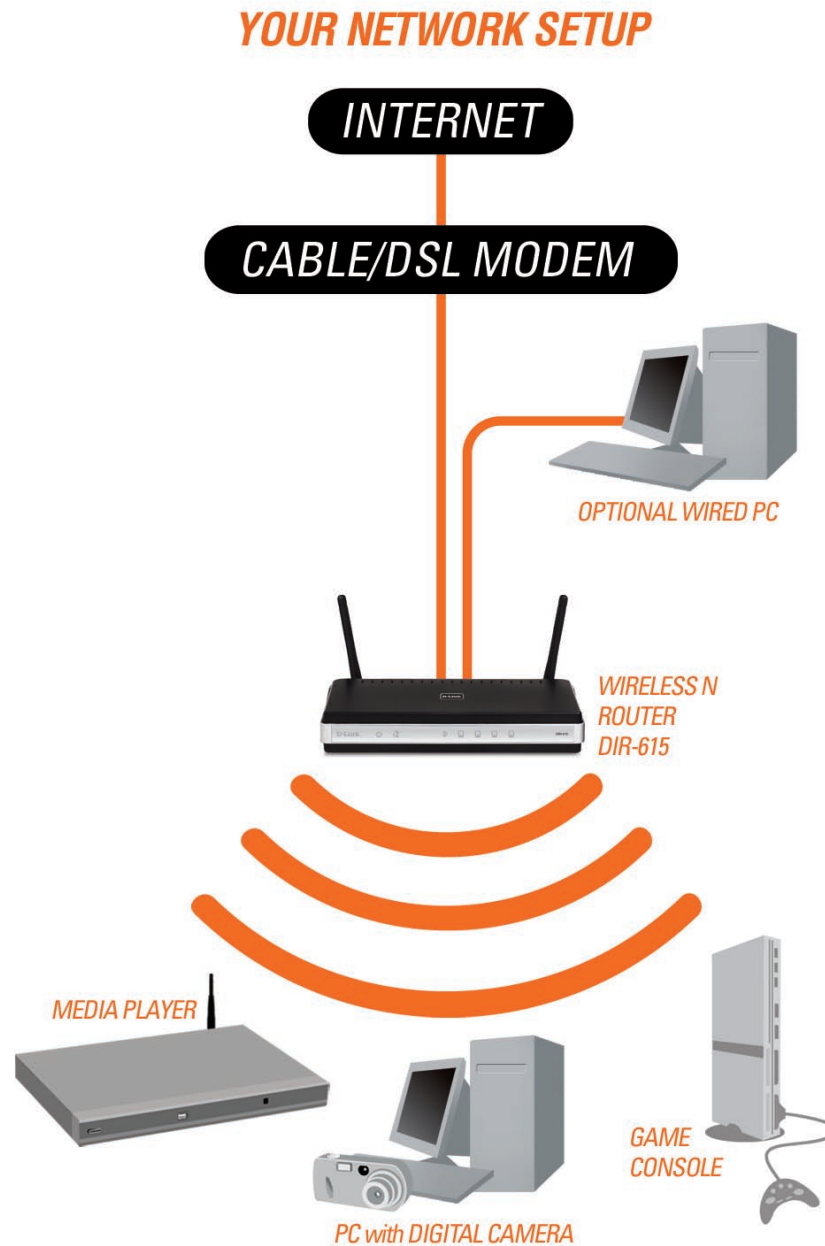 YOUR NETWORK SETUP
INTERNET
CABLE/DSL MODEM
OPTIONAL WIRED PC
WIRELESS N
ROUTER
DIR-615
D-Link
MEDIA PLAYER
GAME
CONSOLE
PC with DIGITAL CAMERA